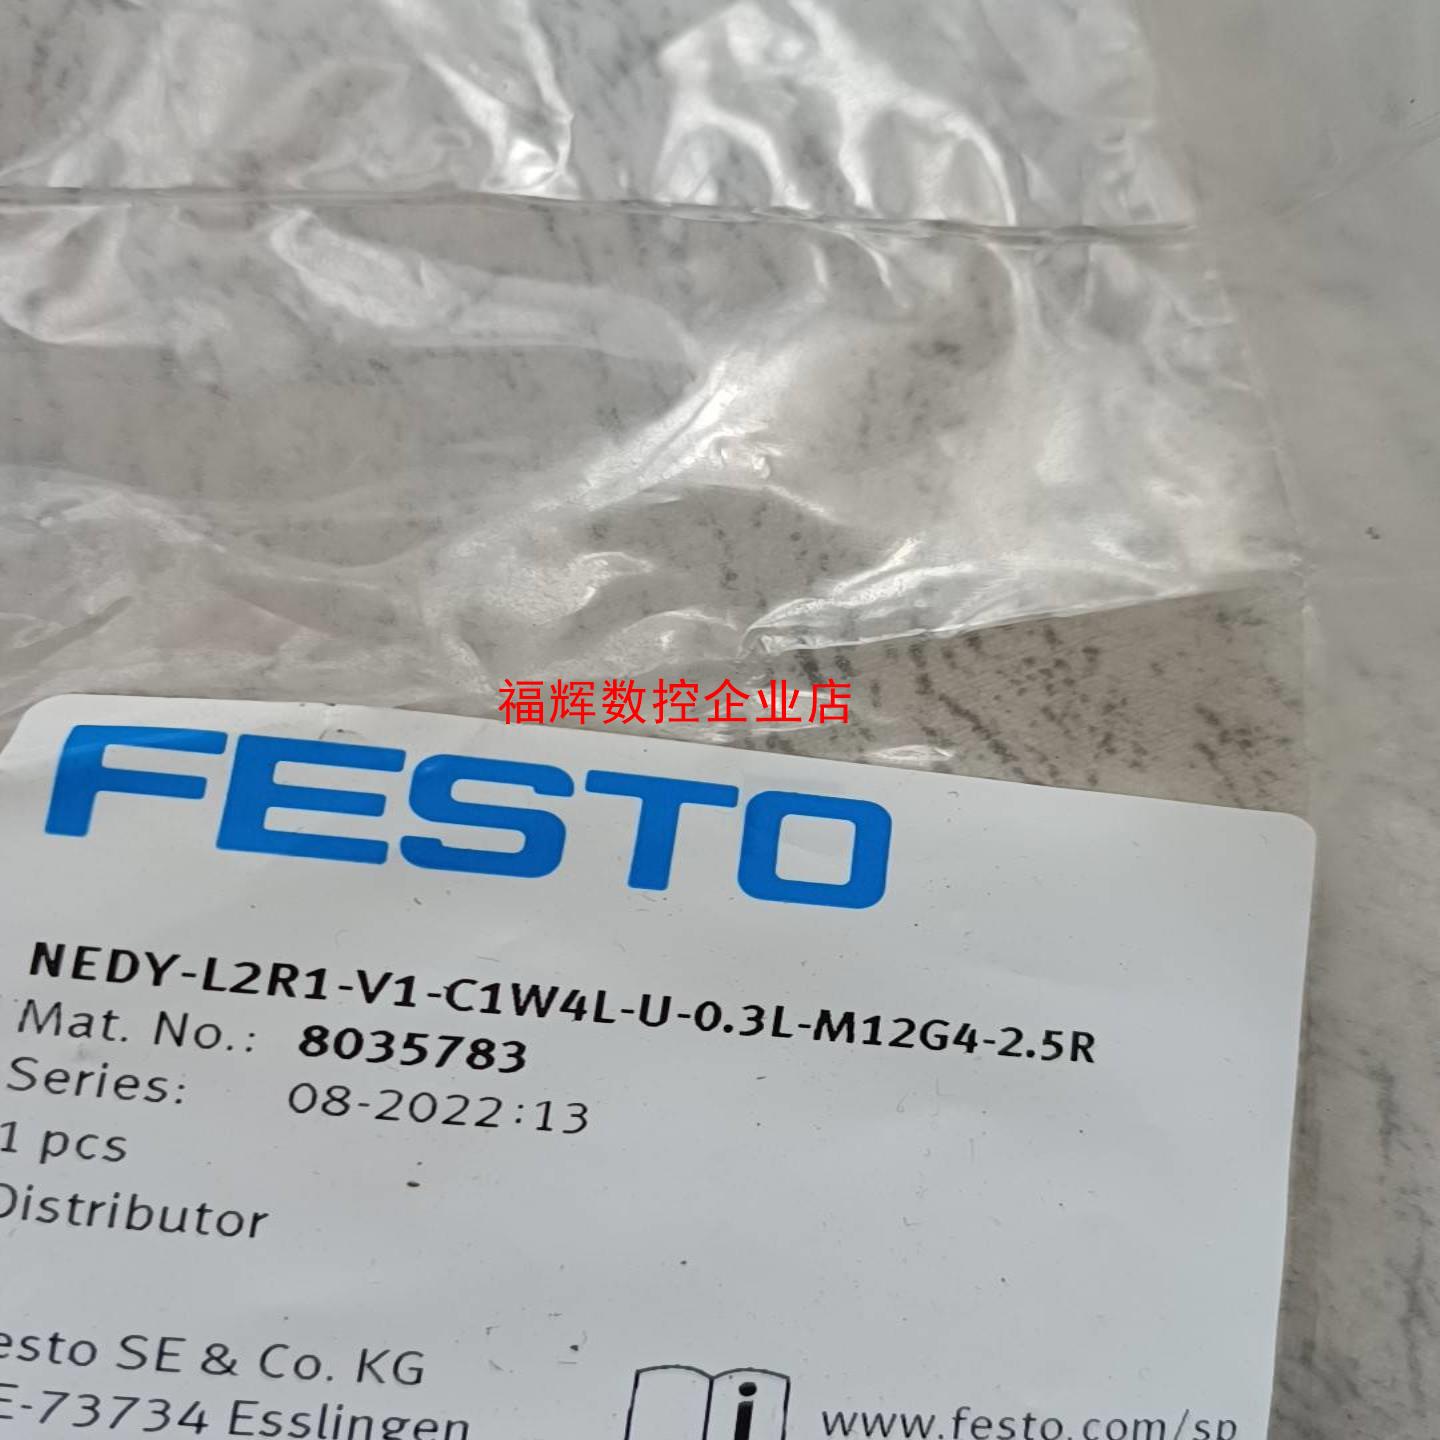 福辉数控企业店
FESTO
NEDY-L2R1-V1-C1W4L-U-0.3L-M12G4-2.5R
Mat. No.: 8035783
Series: 08-2022:13
1 pcs
Distributor
esto SE & Co. KG
E-73734 Esslingen
www.festo.com/sp